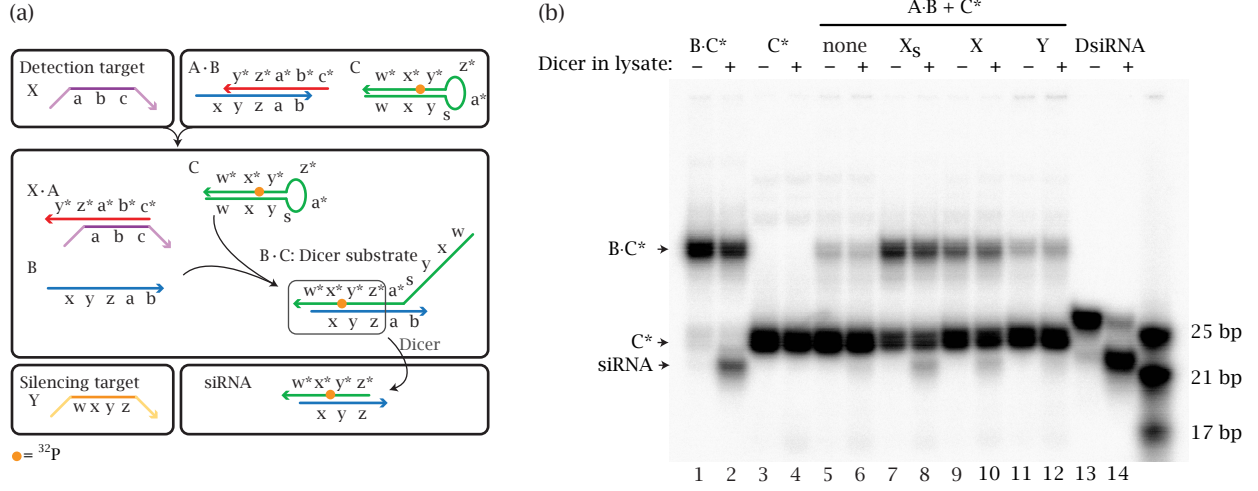 (a)
Detection target
X
a b c
A·B
y* z* a* b* c*
x y z a b
C
w* x* y*
z*
a*
w x y
s
X·A
y* z* a* b* c*
a b c
B
x y z a b
C
w* x* y*
z*
a*
w x y
s
B·C: Dicer substrate
w* x* y* z* a*
s
y
x
w
x y z a b
Dicer
Silencing target
Y
w x y z
siRNA
w* x* y* z*
x y z
= ³²P
(b)
A·B + C*
B·C* C* none Xs X Y DsiRNA
Dicer in lysate: – + – + – + – + – + – + – +
B·C*
C*
siRNA
25 bp
21 bp
17 bp
1 2 3 4 5 6 7 8 9 10 11 12 13 14